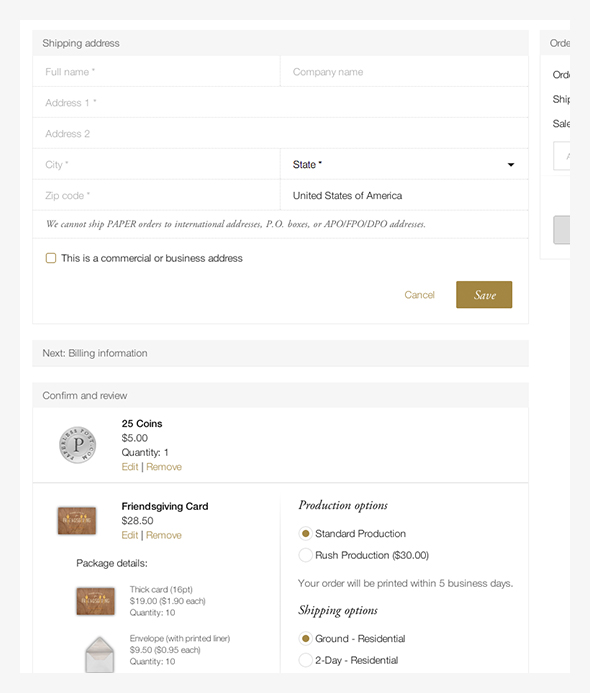 Shipping address
Full name *
Company name
Address 1 *
Address 2
City *
State *
Zip code *
United States of America
We cannot ship PAPER orders to international addresses, P.O. boxes, or APO/FPO/DPO addresses.
This is a commercial or business address
Cancel
Save
Next: Billing information
Confirm and review
PAPERLESS POST.COM
P
25 Coins
$5.00
Quantity: 1
Edit | Remove
Friendsgiving Card
$28.50
Edit | Remove
Package details:
Thick card (16pt)
$19.00 ($1.90 each)
Quantity: 10
Envelope (with printed liner)
$9.50 ($0.95 each)
Quantity: 10
Production options
Standard Production
Rush Production ($30.00)
Your order will be printed within 5 business days.
Shipping options
Ground - Residential
2-Day - Residential
Sale